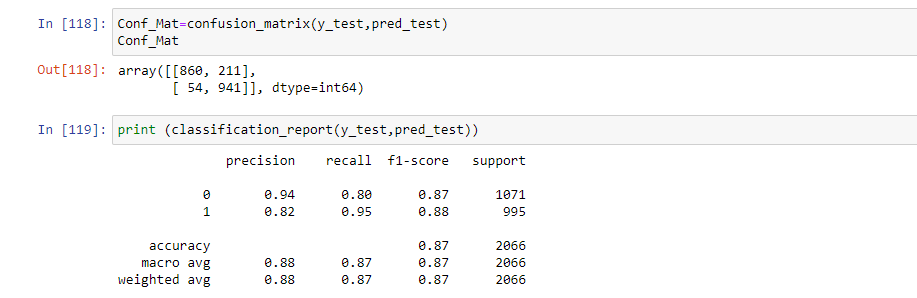 In [118]: Conf_Mat=confusion_matrix(y_test,pred_test)
Conf_Mat
Out[118]: array([[860, 211],
[ 54, 941]], dtype=int64)
In [119]: print (classification_report(y_test,pred_test))
precision recall f1-score support
0 0.94 0.80 0.87 1071
1 0.82 0.95 0.88 995
accuracy 0.87 2066
macro avg 0.88 0.87 0.87 2066
weighted avg 0.88 0.87 0.87 2066